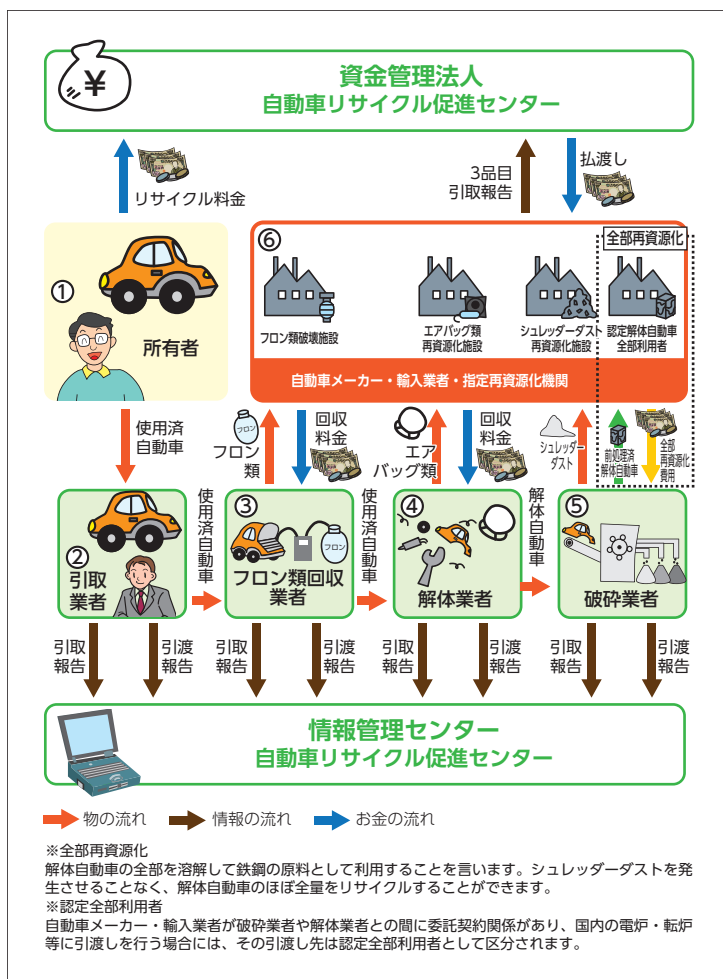 ¥
資金管理法人
自動車リサイクル促進センター
リサイクル料金
3品目
引取報告
払渡し
①
所有者
⑥
全部再資源化
フロン類破壊施設
エアバッグ類
再資源化施設
シュレッダーダスト
再資源化施設
認定解体自動車
全部利用者
自動車メーカー・輸入業者・指定再資源化機関
使用済
自動車
フロン
フロン
類
回収
料金
エア
バッグ類
回収
料金
シュレッダー
ダスト
前処理済
解体自動車
全部
再資源化
費用
②
引取
業者
使用済自動車
③
フロン
フロン類回収
業者
使用済自動車
④
解体業者
解体自動車
⑤
破砕業者
引取
報告
引渡
報告
引取
報告
引渡
報告
引取
報告
引渡
報告
引取
報告
引渡
報告
情報管理センター
自動車リサイクル促進センター
物の流れ
情報の流れ
お金の流れ
※全部再資源化
解体自動車の全部を溶解して鉄鋼の原料として利用することを言います。シュレッダーダストを発
生させることなく、解体自動車のほぼ全量をリサイクルすることができます。
※認定全部利用者
自動車メーカー・輸入業者が破砕業者や解体業者との間に委託契約関係があり、国内の電炉・転炉
等に引渡しを行う場合には、その引渡し先は認定全部利用者として区分されます。